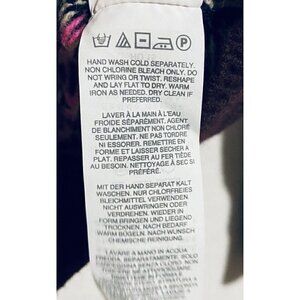 P
HAND WASH COLD SEPARATELY.
NON CHLORINE BLEACH ONLY. DO
NOT WRING OR TWIST. RESHAPE
AND LAY FLAT TO DRY. WARM
IRON AS NEEDED. DRY CLEAN IF
PREFERRED.
LAVER À LA MAIN À L'EAU
FROIDE SÉPARÉMENT. AGENT
DE BLANCHIMENT NON CHLORÉ
SEULEMENT. NE PAS TORDRE
NI ESSORER. REMETTRE EN
FORME ET SÉCHER À
PLAT. REPASSER AU FER TIÈDE
AU BESOIN. NETTOYAGE À SEC SI
PRÉFÉRÉ.
MIT DER HAND SEPARAT KALT
WASCHEN. NUR CHLORFREIES
BLEICHMITTEL VERWENDEN
NICHT AUSWRINGEN ODER
VERDREHEN. WIEDER IN
FORM BRINGEN UND LIEGEND
TROCKNEN. NACH BEDARF
WARM BÜGELN. NACH WUNSCH
CHEMISCHE REINIGUNG.
LAVARE A MANO IN ACQUA
FREDDA SEPARATAMENTE. SOLO